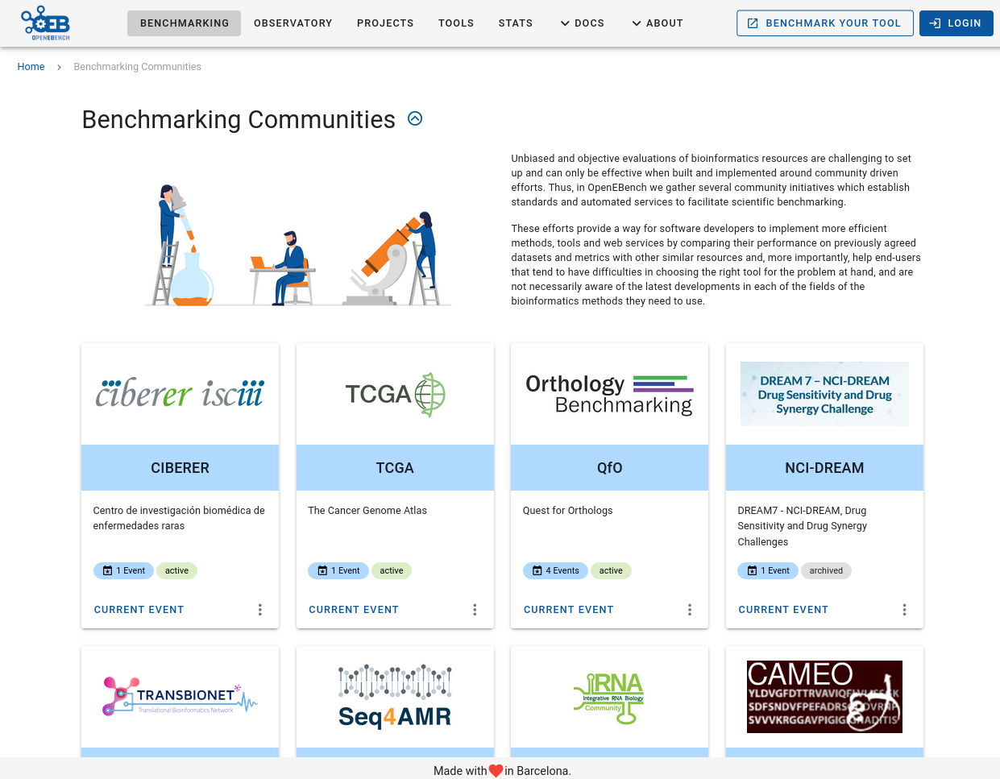 OPENEBENCH
BENCHMARKING
OBSERVATORY
PROJECTS
TOOLS
STATS
DOCS
ABOUT
BENCHMARK YOUR TOOL
LOGIN
Home
Benchmarking Communities
Benchmarking Communities
Unbiased and objective evaluations of bioinformatics resources are challenging to set
up and can only be effective when built and implemented around community driven
efforts. Thus, in OpenEBench we gather several community initiatives which establish
standards and automated services to facilitate scientific benchmarking.
These efforts provide a way for software developers to implement more efficient
methods, tools and web services by comparing their performance on previously agreed
datasets and metrics with other similar resources and, more importantly, help end-users
that tend to have difficulties in choosing the right tool for the problem at hand, and are
not necessarily aware of the latest developments in each of the fields of the
bioinformatics methods they need to use.
ciberer isciii
CIBERER
Centro de investigación biomédica de
enfermedades raras
1 Event
active
CURRENT EVENT
TCGA
TCGA
The Cancer Genome Atlas
1 Event
active
CURRENT EVENT
Orthology
Benchmarking
QfO
Quest for Orthologs
4 Events
active
CURRENT EVENT
DREAM 7 – NCI-DREAM
Drug Sensitivity and Drug
Synergy Challenge
NCI-DREAM
DREAM7 - NCI-DREAM, Drug
Sensitivity and Drug Synergy
Challenges
1 Event
archived
CURRENT EVENT
TRANSBIONET
Translational Bioinformatics Network
Seq4AMR
iRNA
Integrative RNA Biology
Community
CAMEO
Made with
in Barcelona.